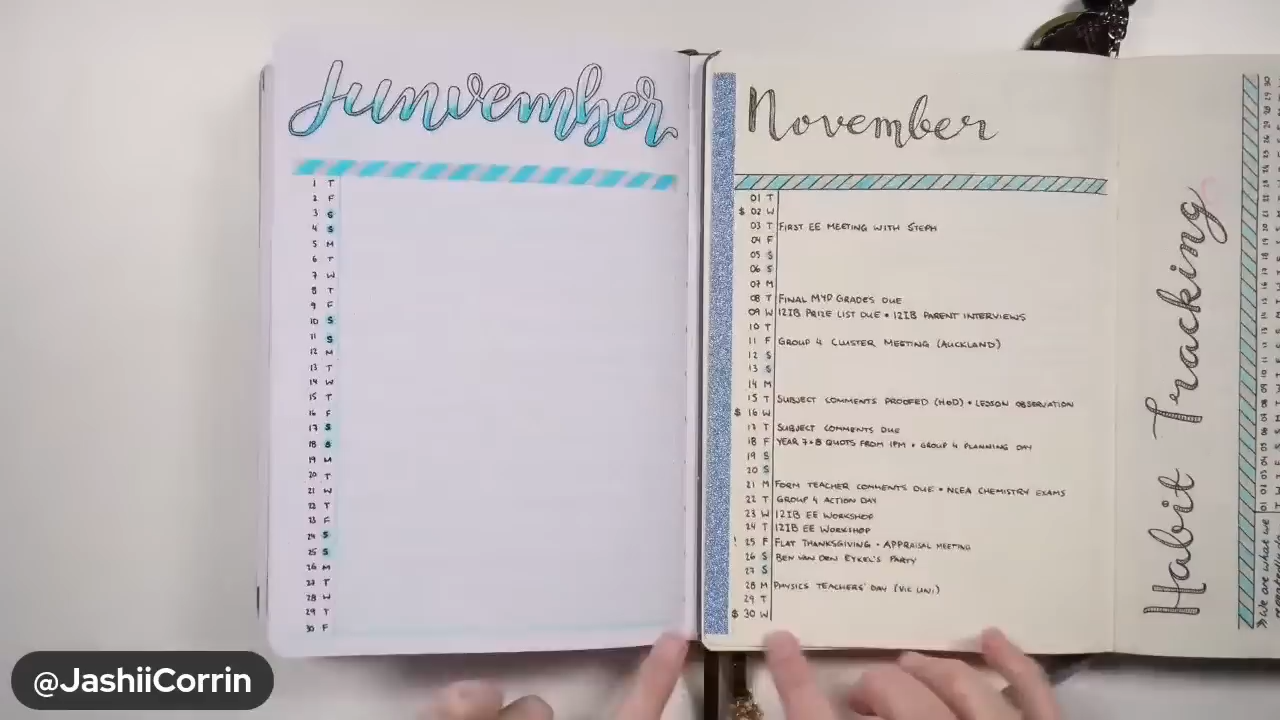 Junvember
1 T
2 F
3 S
4 S
5 M
6 T
7 W
8 T
9 F
10 S
11 S
12 M
13 T
14 W
15 T
16 F
17 S
18 S
19 M
20 T
21 W
22 T
23 F
24 S
25 S
26 M
27 T
28 W
29 T
30 F
November
01 T
$ 02 W
03 T FIRST EE MEETING WITH STEPH
04 F
05 S
06 S
07 M
08 T FINAL MYP GRADES DUE
09 W 12IB PRIZE LIST DUE • 12IB PARENT INTERVIEWS
10 T
11 F GROUP 4 CLUSTER MEETING (AUCKLAND)
12 S
13 S
14 M
15 T SUBJECT COMMENTS PROOFED (HOD) • LESSON OBSERVATION
$ 16 W
17 T SUBJECT COMMENTS DUE
18 F YEAR 7+8 QUOTS FROM 1PM • GROUP 4 PLANNING DAY
19 S
20 S
21 M FORM TEACHER COMMENTS DUE • NCEA CHEMISTRY EXAMS
22 T GROUP 4 ACTION DAY
23 W 12IB EE WORKSHOP
24 T 12IB EE WORKSHOP
! 25 F FLAT THANKSGIVING • APPRAISAL MEETING
26 S BEN VAN DEN EYKEL'S PARTY
27 S
28 M PHYSICS TEACHERS' DAY (VIC UNI)
29 T
$ 30 W
Habit Tracking
» We are what we
@JashiiCorrin